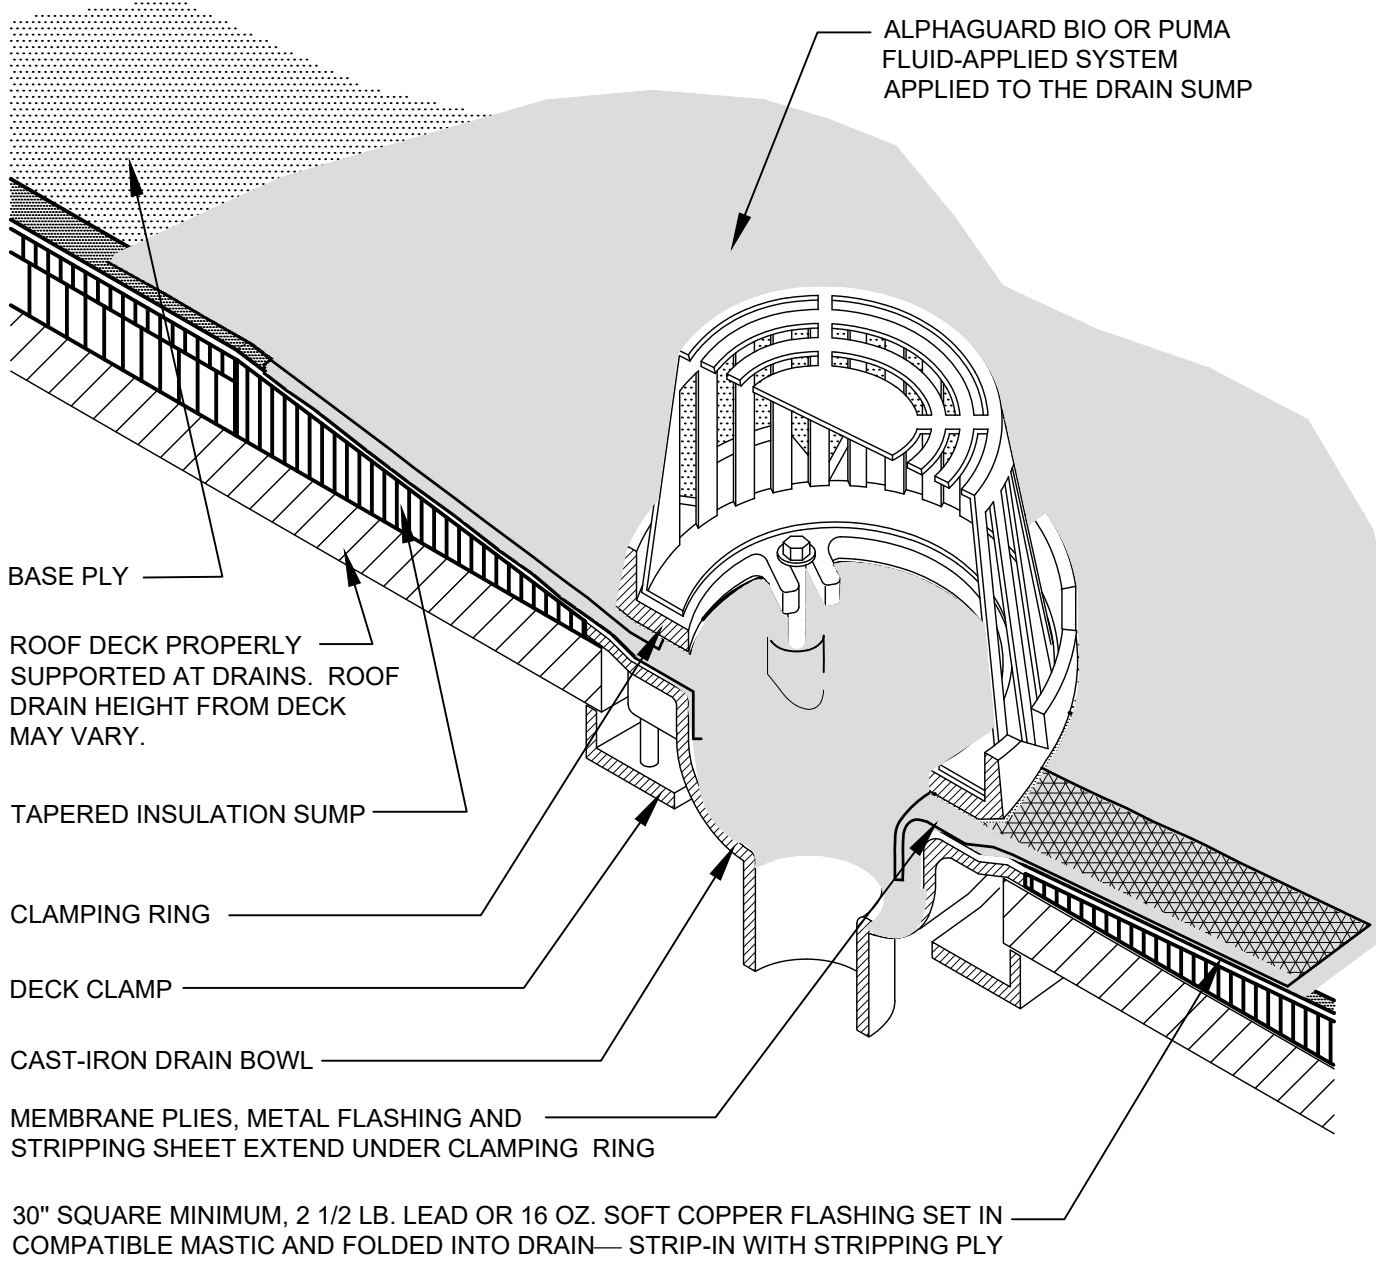 ALPHAGUARD BIO OR PUMA
FLUID-APPLIED SYSTEM
APPLIED TO THE DRAIN SUMP
BASE PLY
ROOF DECK PROPERLY
SUPPORTED AT DRAINS. ROOF
DRAIN HEIGHT FROM DECK
MAY VARY.
TAPERED INSULATION SUMP
CLAMPING RING
DECK CLAMP
CAST-IRON DRAIN BOWL
MEMBRANE PLIES, METAL FLASHING AND
STRIPPING SHEET EXTEND UNDER CLAMPING RING
30" SQUARE MINIMUM, 2 1/2 LB. LEAD OR 16 OZ. SOFT COPPER FLASHING SET IN
COMPATIBLE MASTIC AND FOLDED INTO DRAIN— STRIP-IN WITH STRIPPING PLY